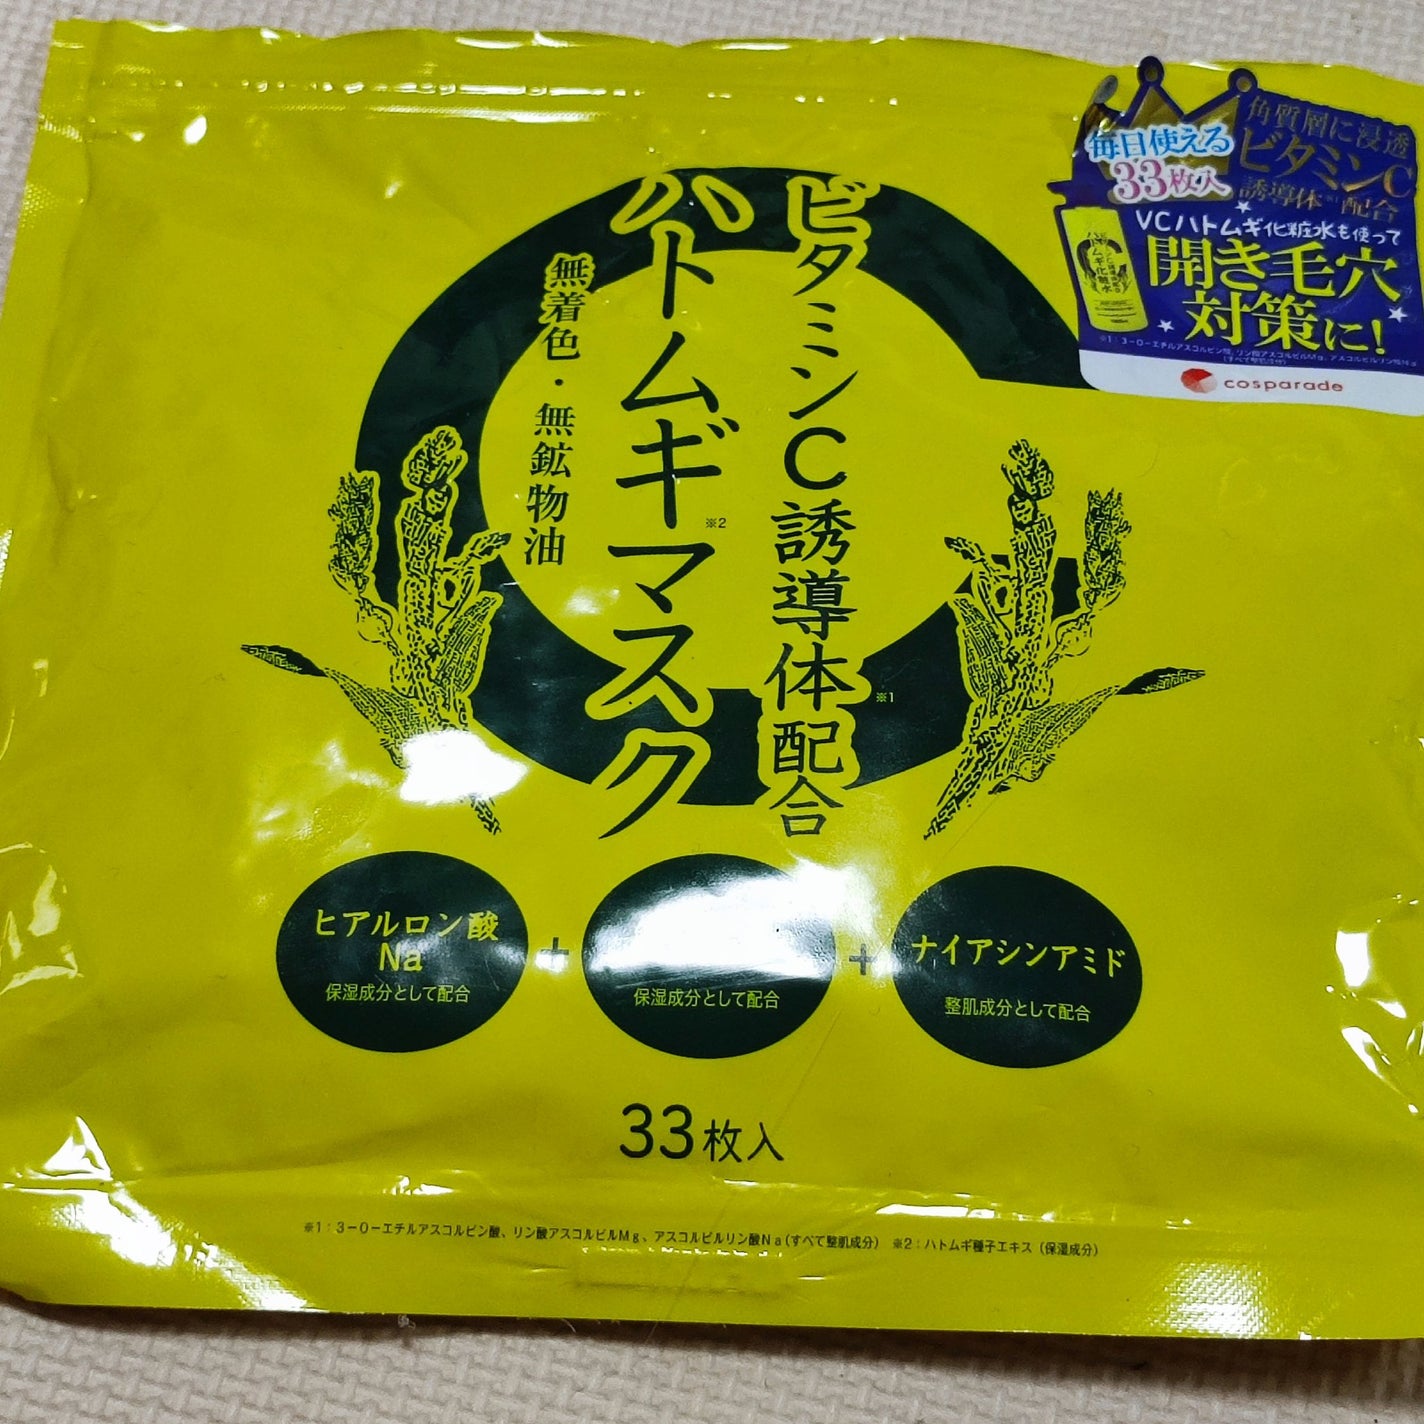 毎日使える
33枚入
角質層に浸透
ビタミンC
誘導体※1配合
VCハトムギ化粧水も使って
開き毛穴
対策に!
cosparade
ビタミンC誘導体配合※1
ハトムギマスク※2
無着色・無鉱物油
ヒアルロン酸
Na
保湿成分として配合
+
保湿成分として配合
+
ナイアシンアミド
整肌成分として配合
33枚入
※1:3-O-エチルアスコルビン酸、リン酸アスコルビルMg、アスコルビルリン酸Na(すべて整肌成分) ※2:ハトムギ種子エキス(保湿成分)